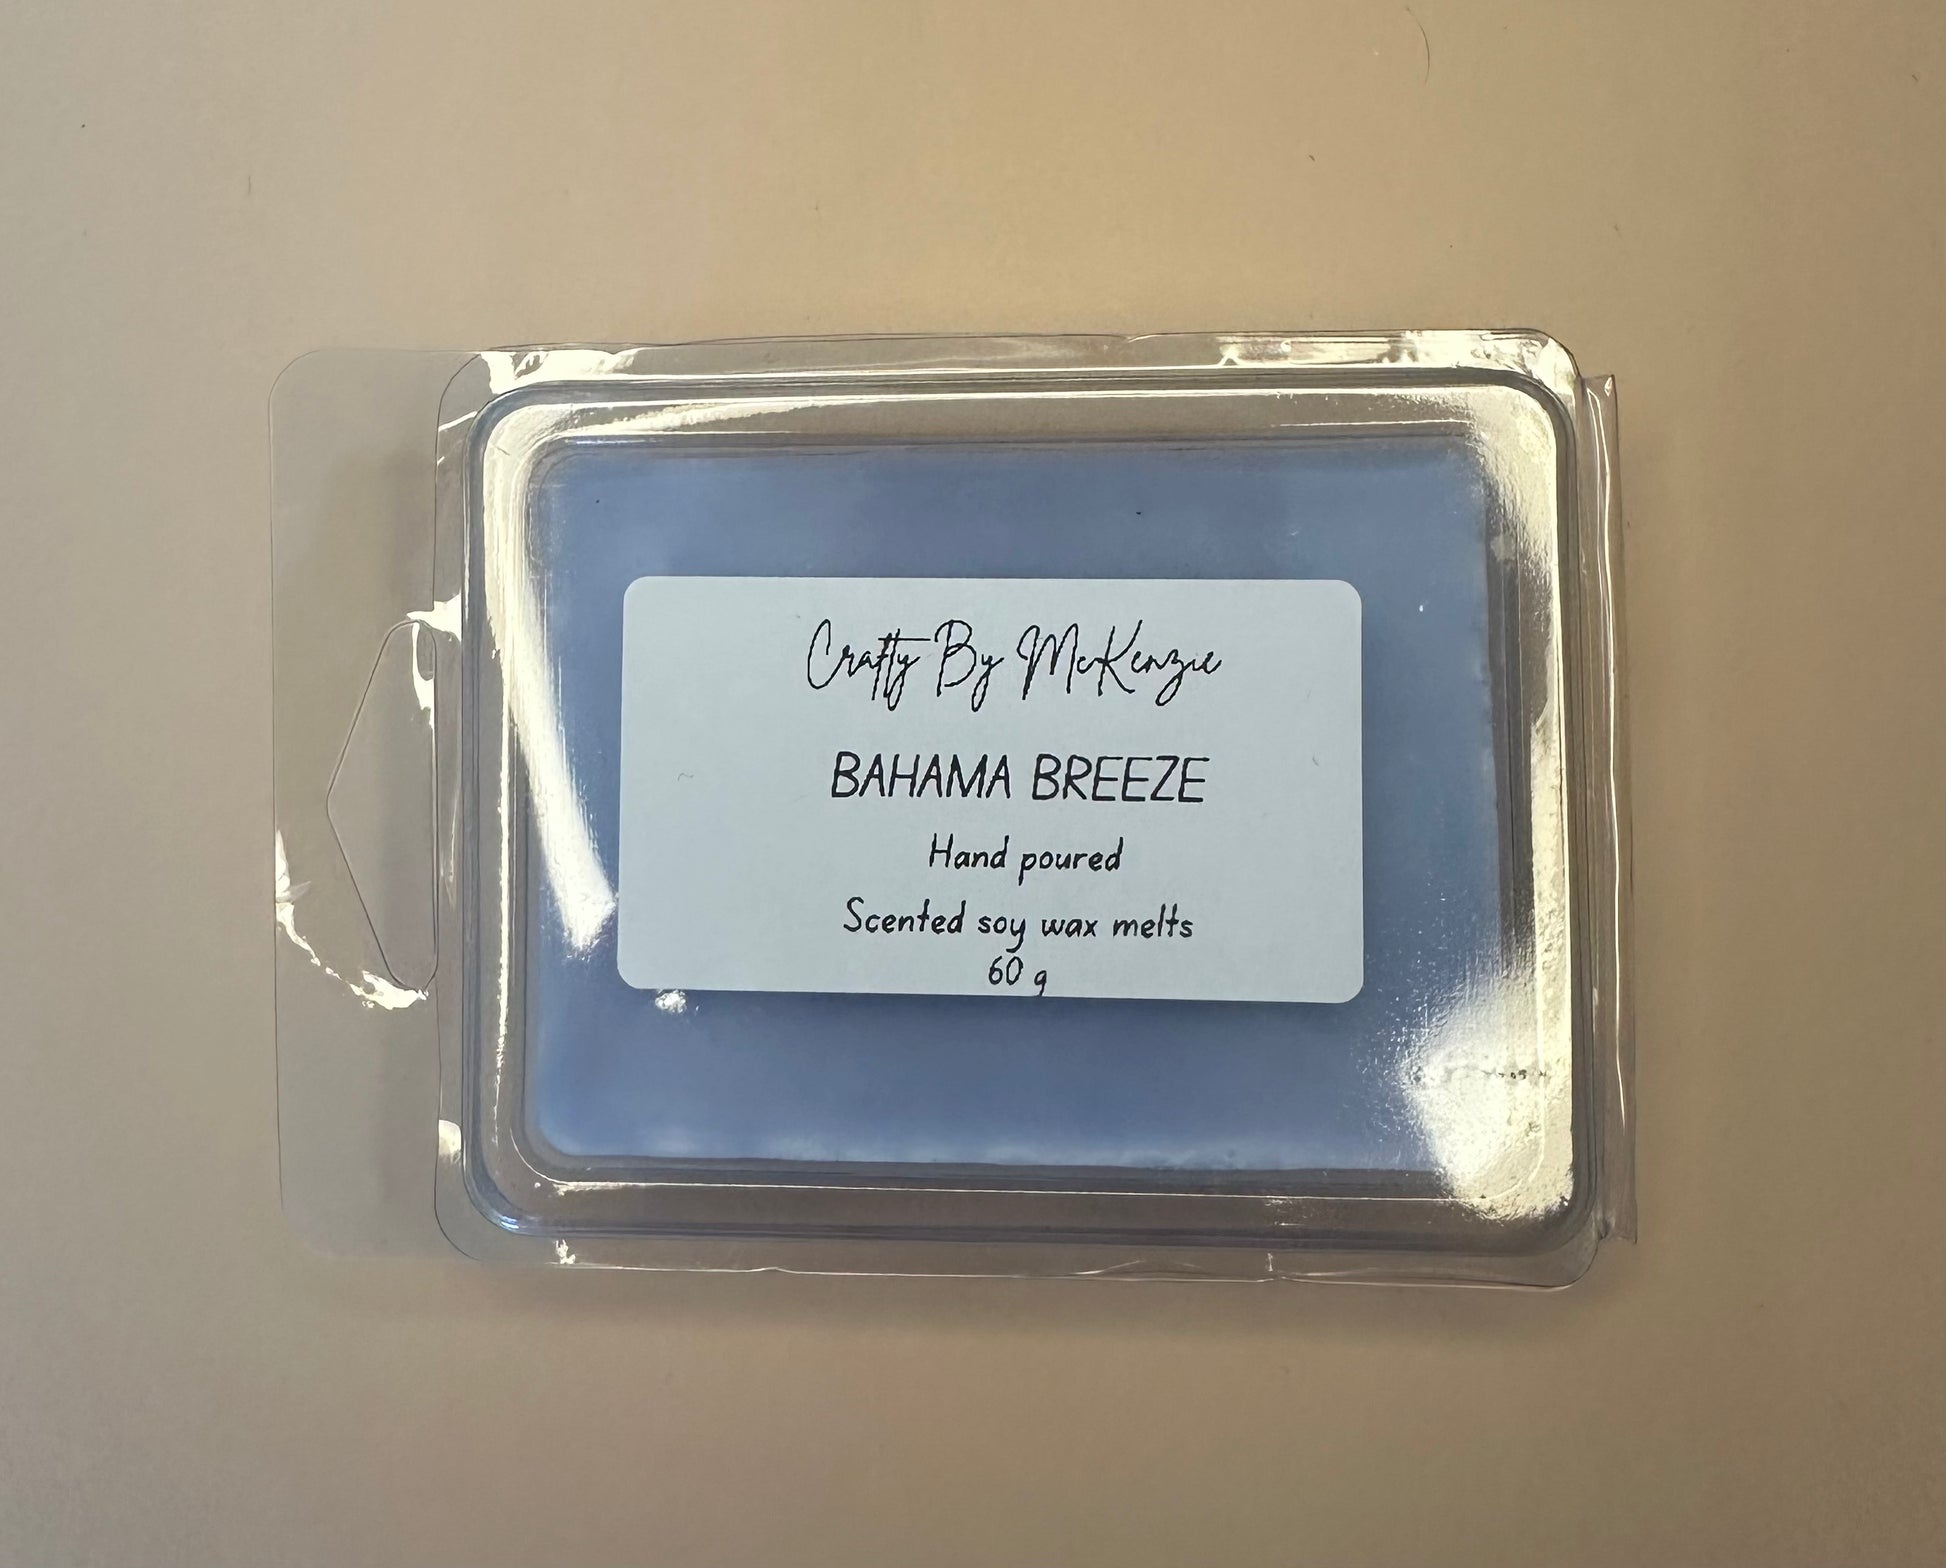 Crafty By McKenzie
BAHAMA BREEZE
Hand poured
Scented soy wax melts
60 g